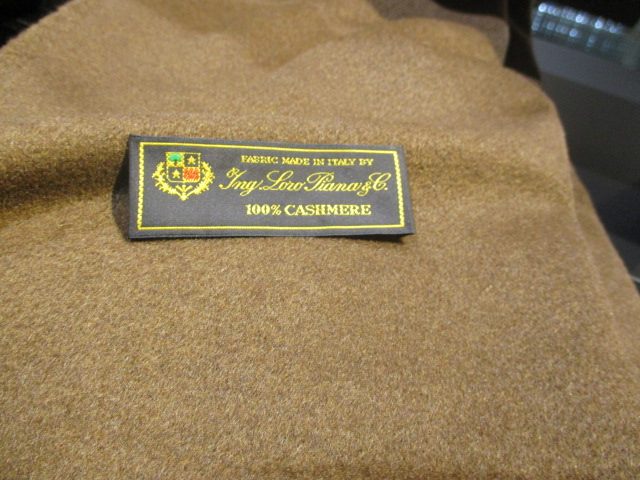 FABRIC MADE IN ITALY BY
Ing. Loro Piana & C.
100% CASHMERE